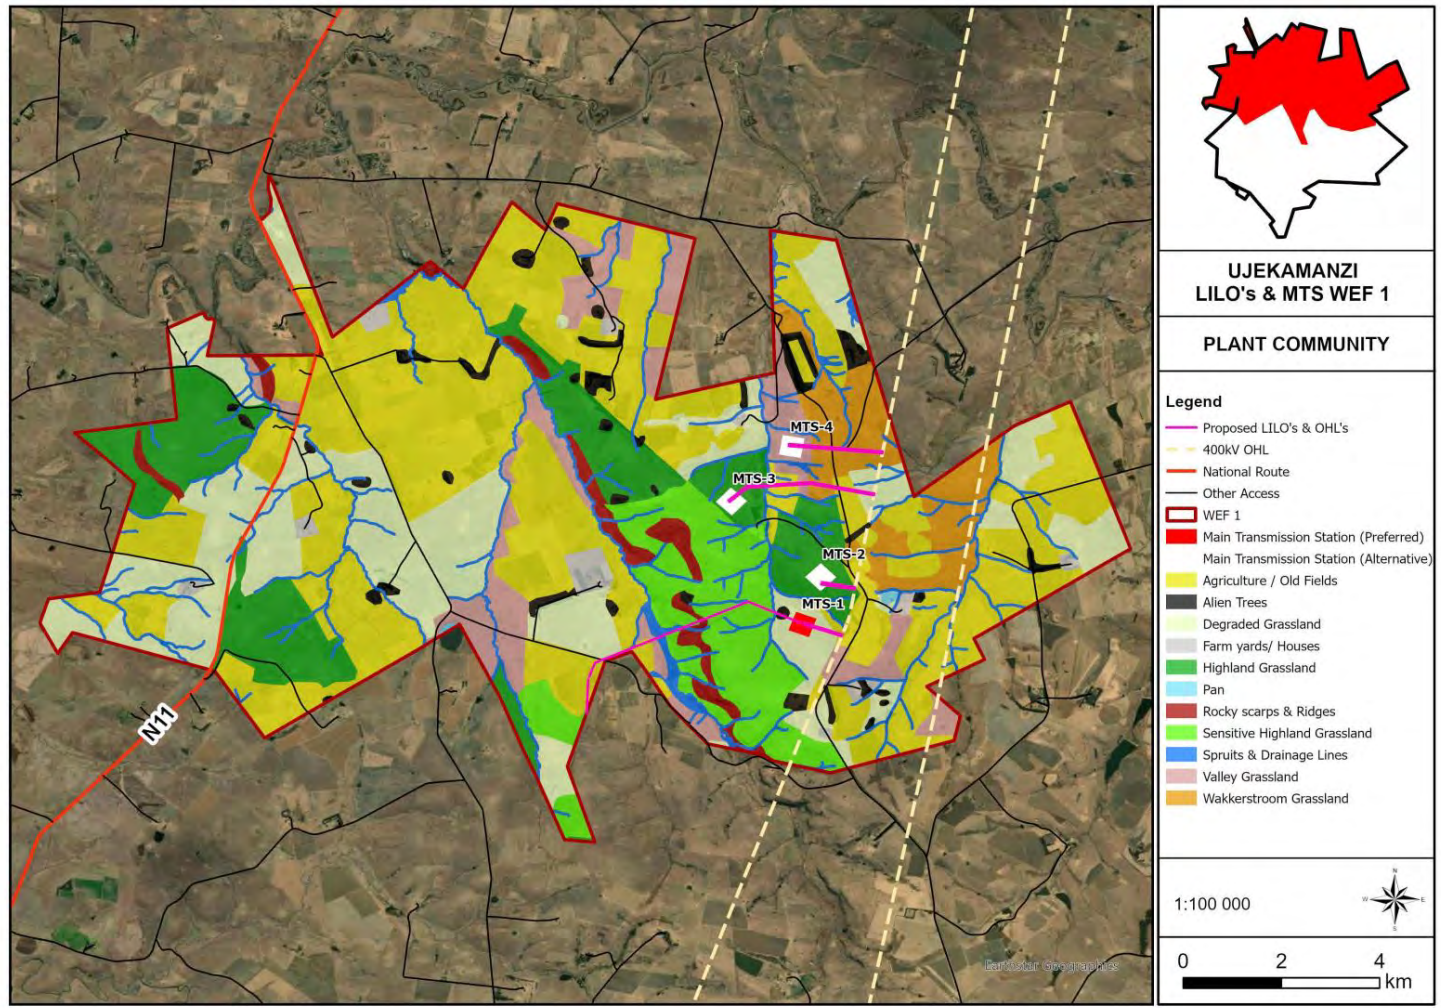 MTS-4
MTS-3
MTS-2
MTS-1
N11
Earthstar Geographics
UJEKAMANZI
LILO's & MTS WEF 1
PLANT COMMUNITY
Legend
Proposed LILO's & OHL's
400kV OHL
National Route
Other Access
WEF 1
Main Transmission Station (Preferred)
Main Transmission Station (Alternative)
Agriculture / Old Fields
Alien Trees
Degraded Grassland
Farm yards/ Houses
Highland Grassland
Pan
Rocky scarps & Ridges
Sensitive Highland Grassland
Spruits & Drainage Lines
Valley Grassland
Wakkerstroom Grassland
1:100 000
N
W E
S
0 2 4
km